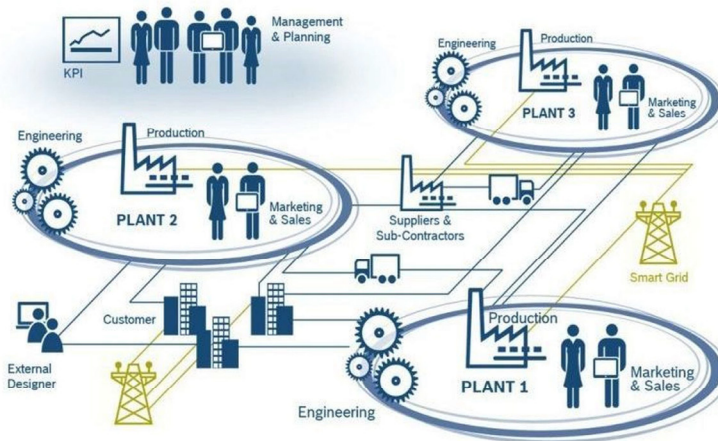 Management
& Planning
KPI
Engineering
Production
PLANT 3
Marketing
& Sales
Engineering
Production
PLANT 2
Marketing
& Sales
Suppliers &
Sub-Contractors
Smart Grid
Customer
External
Designer
Production
PLANT 1
Marketing
& Sales
Engineering